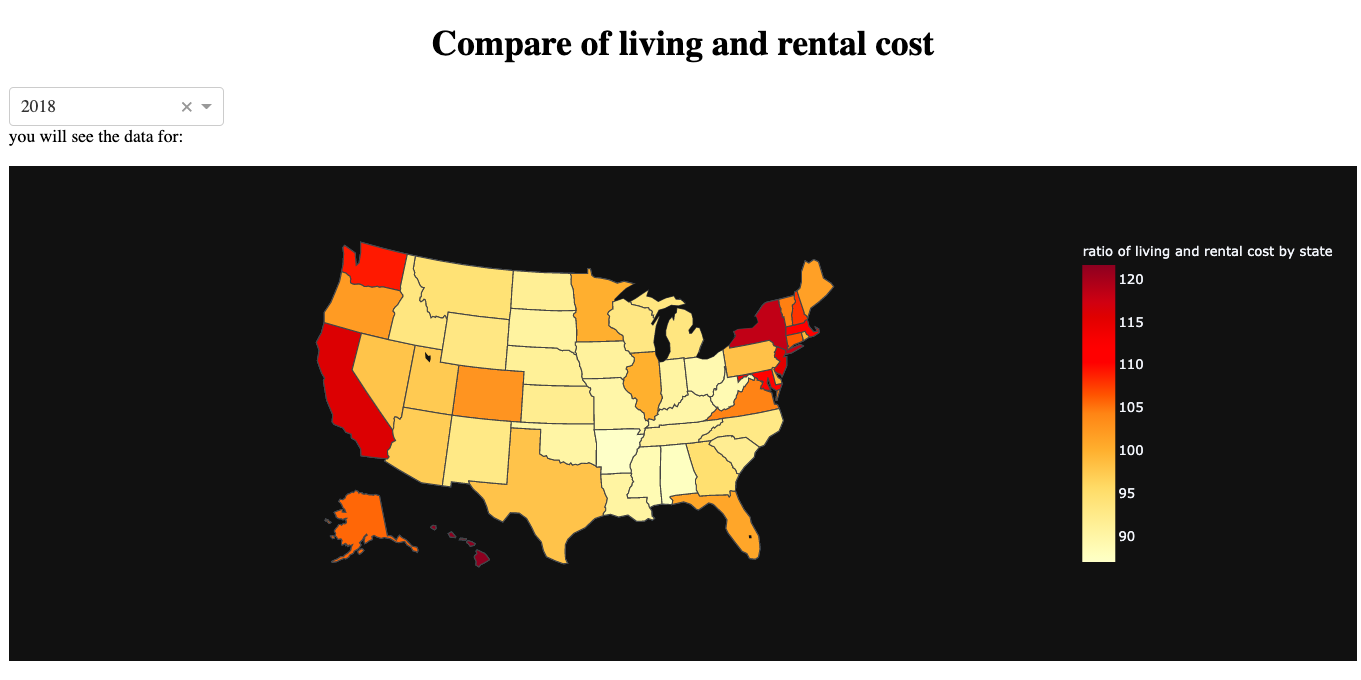 Compare of living and rental cost
2018
you will see the data for:
ratio of living and rental cost by state
120
115
110
105
100
95
90